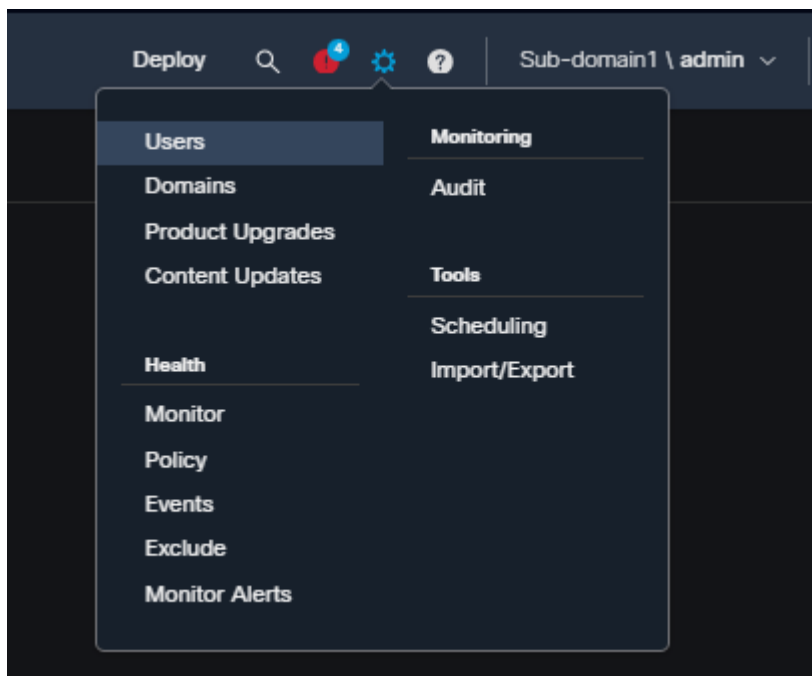 Deploy 4 ? Sub-domain1 \ admin
Users
Domains
Product Upgrades
Content Updates
Health
Monitor
Policy
Events
Exclude
Monitor Alerts
Monitoring
Audit
Tools
Scheduling
Import/Export